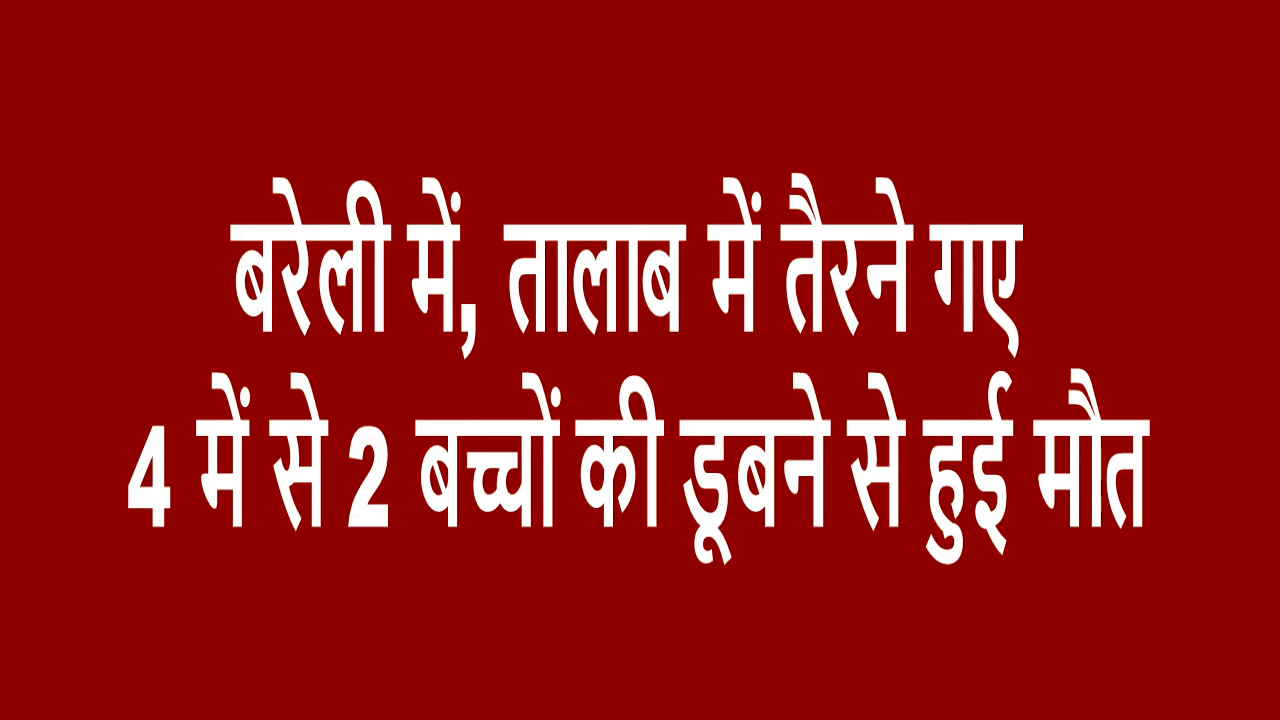 बरेली में, तालाब में तैरने गए
4 में से 2 बच्चों की डूबने से हुई मौत